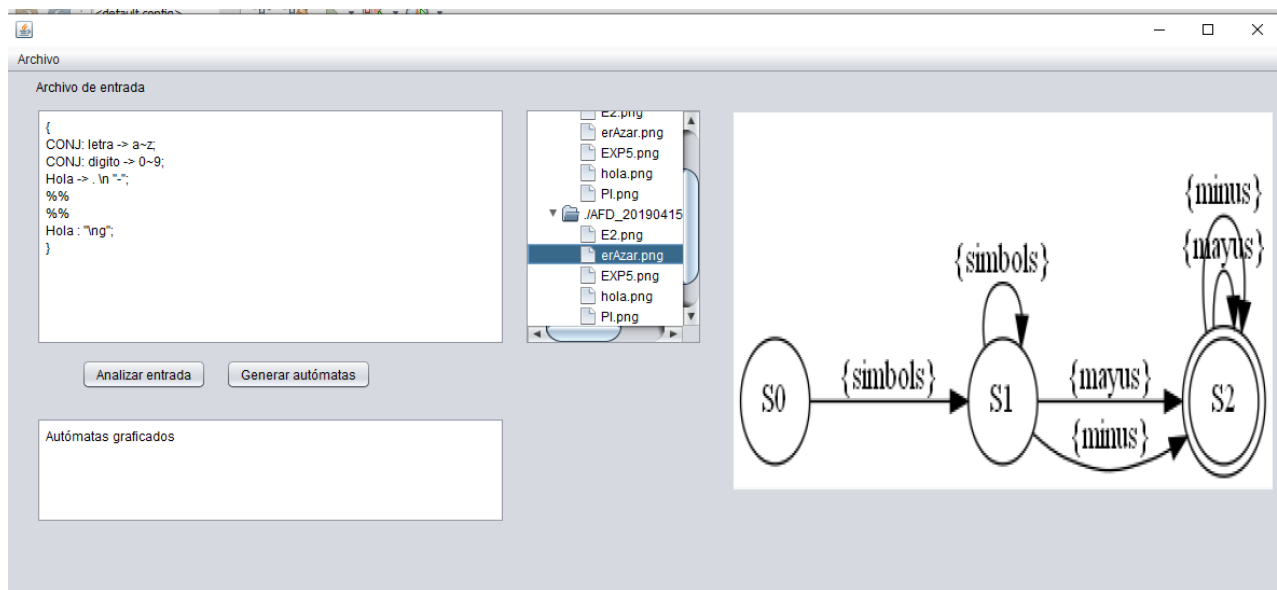 <default config>
Archivo
Archivo de entrada
{
CONJ: letra -> a~z;
CONJ: digito -> 0~9;
Hola -> . \n "-";
%%
%%
Hola : "\ng";
}
E2.png
erAzar.png
EXP5.png
hola.png
PI.png
./AFD_20190415
E2.png
erAzar.png
EXP5.png
hola.png
PI.png
Analizar entrada
Generar autómatas
Autómatas graficados
{minus}
{mayus}
{simbols}
S0
{simbols}
S1
{mayus}
{minus}
S2